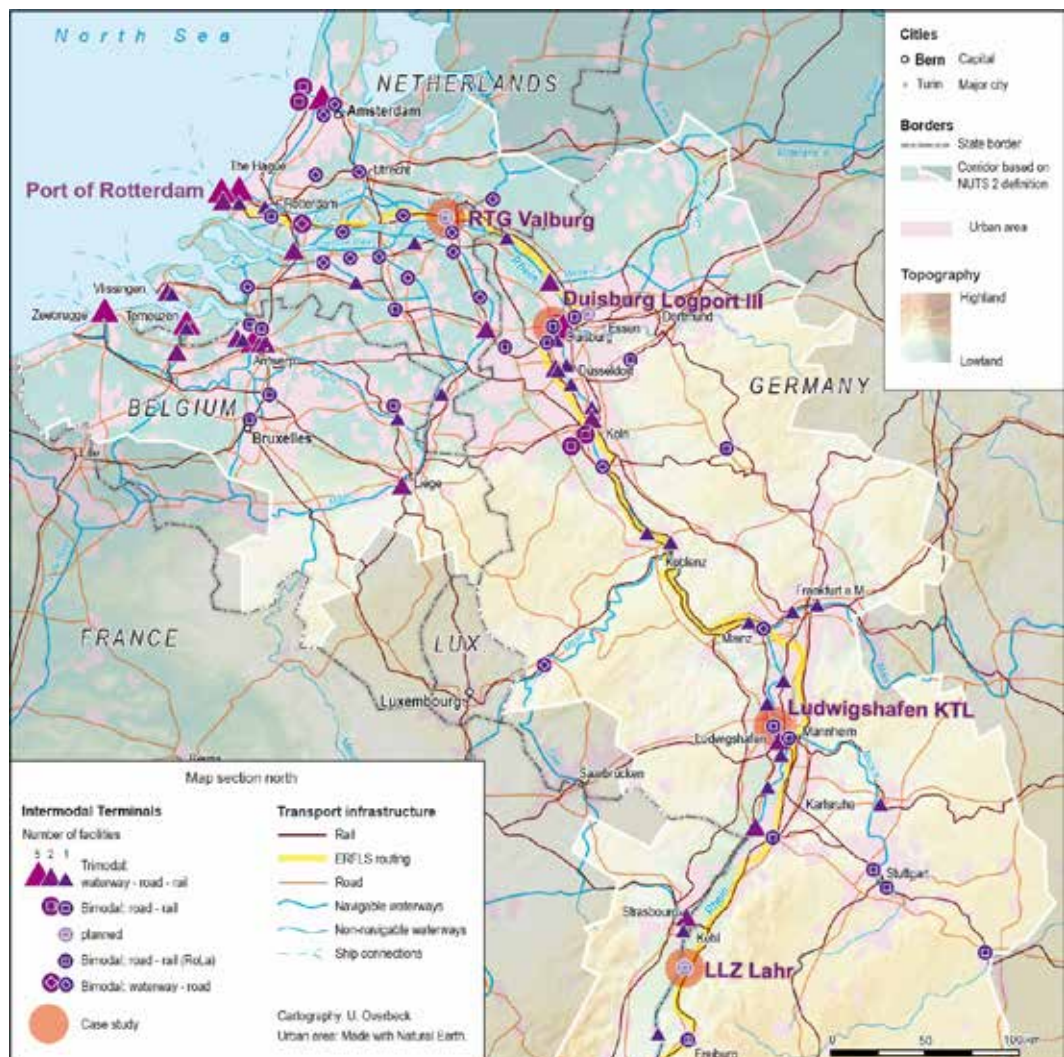 North Sea
NETHERLANDS
Amsterdam
The Hague
Utrecht
Port of Rotterdam
Rotterdam
RTG Valburg
Rhein
Vlissingen
Duisburg Logport III
Zeebrugge
Terneuzen
Dortmund
Essen
Duisburg
Antwerp
Düsseldorf
GERMANY
BELGIUM
Bruxelles
Köln
Liege
Koblenz
Frankfurt a M
FRANCE
Mainz
LUX
Luxembourg
Ludwigshafen KTL
Ludwigshafen
Mannheim
Saarbrücken
Karlsruhe
Stuttgart
Strasbourg
Rhein
Kehl
LLZ Lahr
Freiburg
0 50 100 km
Cities
Bern Capital
Turin Major city
Borders
State border
Corridor based on
NUTS 2 definition
Urban area
Topography
Highland
Lowland
Map section north
Intermodal Terminals
Number of facilities
5 2 1
Trimodal:
waterway - road - rail
Bimodal: road - rail
planned
Bimodal: road - rail (RoLa)
Bimodal: waterway - road
Case study
Transport infrastructure
Rail
ERFLS routing
Road
Navigable waterways
Non-navigable waterways
Ship connections
Cartography: U. Overbeck
Urban area: Made with Natural Earth.